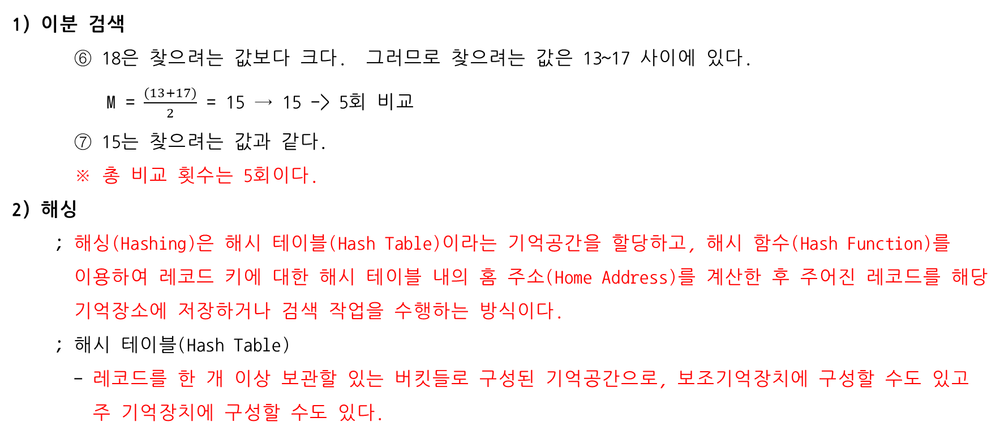 1) 이분 검색
⑥ 18은 찾으려는 값보다 크다. 그러므로 찾으려는 값은 13~17 사이에 있다.
M = (13+17)/2 = 15 → 15 -> 5회 비교
⑦ 15는 찾으려는 값과 같다.
※ 총 비교 횟수는 5회이다.
2) 해싱
; 해싱(Hashing)은 해시 테이블(Hash Table)이라는 기억공간을 할당하고, 해시 함수(Hash Function)를
이용하여 레코드 키에 대한 해시 테이블 내의 홈 주소(Home Address)를 계산한 후 주어진 레코드를 해당
기억장소에 저장하거나 검색 작업을 수행하는 방식이다.
; 해시 테이블(Hash Table)
- 레코드를 한 개 이상 보관할 있는 버킷들로 구성된 기억공간으로, 보조기억장치에 구성할 수도 있고
주 기억장치에 구성할 수도 있다.